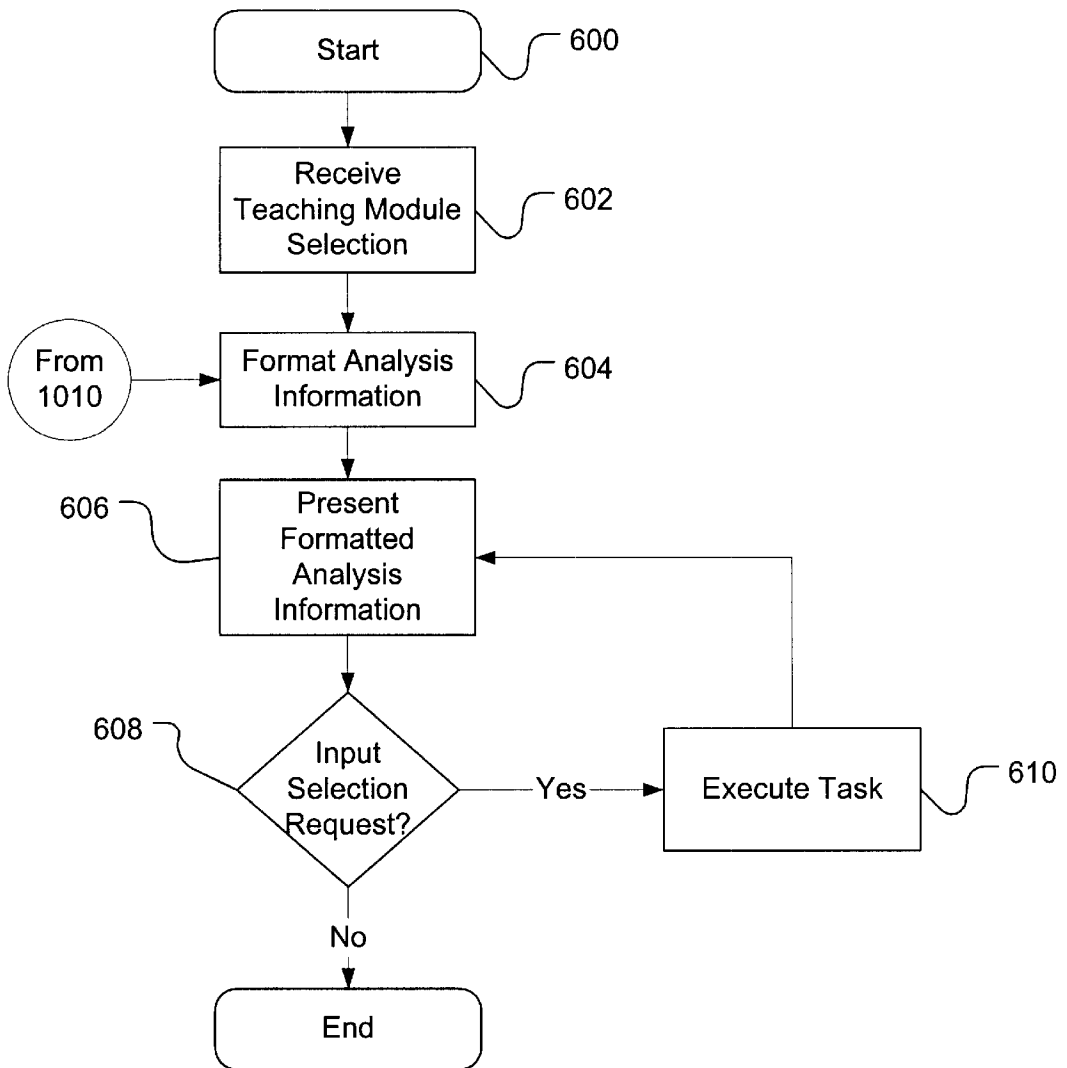 Start
600
Receive
Teaching Module
Selection
602
From
1010
Format Analysis
Information
604
606
Present
Formatted
Analysis
Information
608
Input
Selection
Request?
Yes
Execute Task
610
No
End